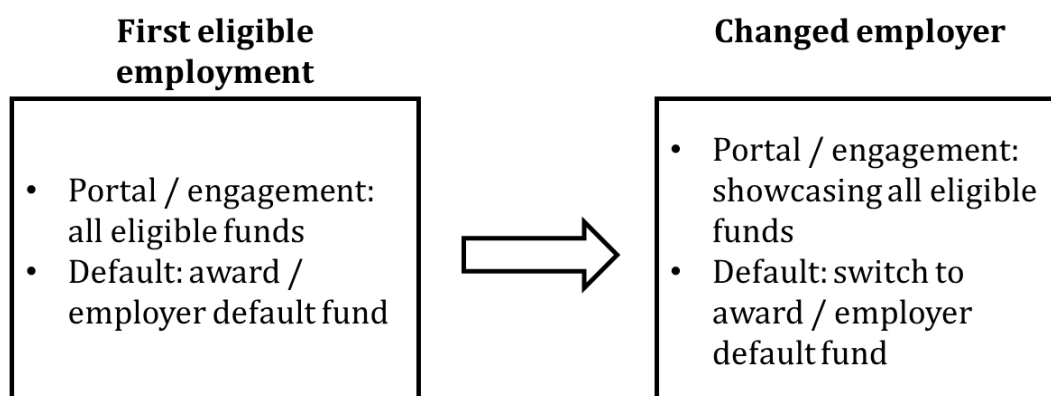 First eligible
employment
• Portal / engagement:
all eligible funds
• Default: award /
employer default fund
Changed employer
• Portal / engagement:
showcasing all eligible
funds
• Default: switch to
award / employer
default fund